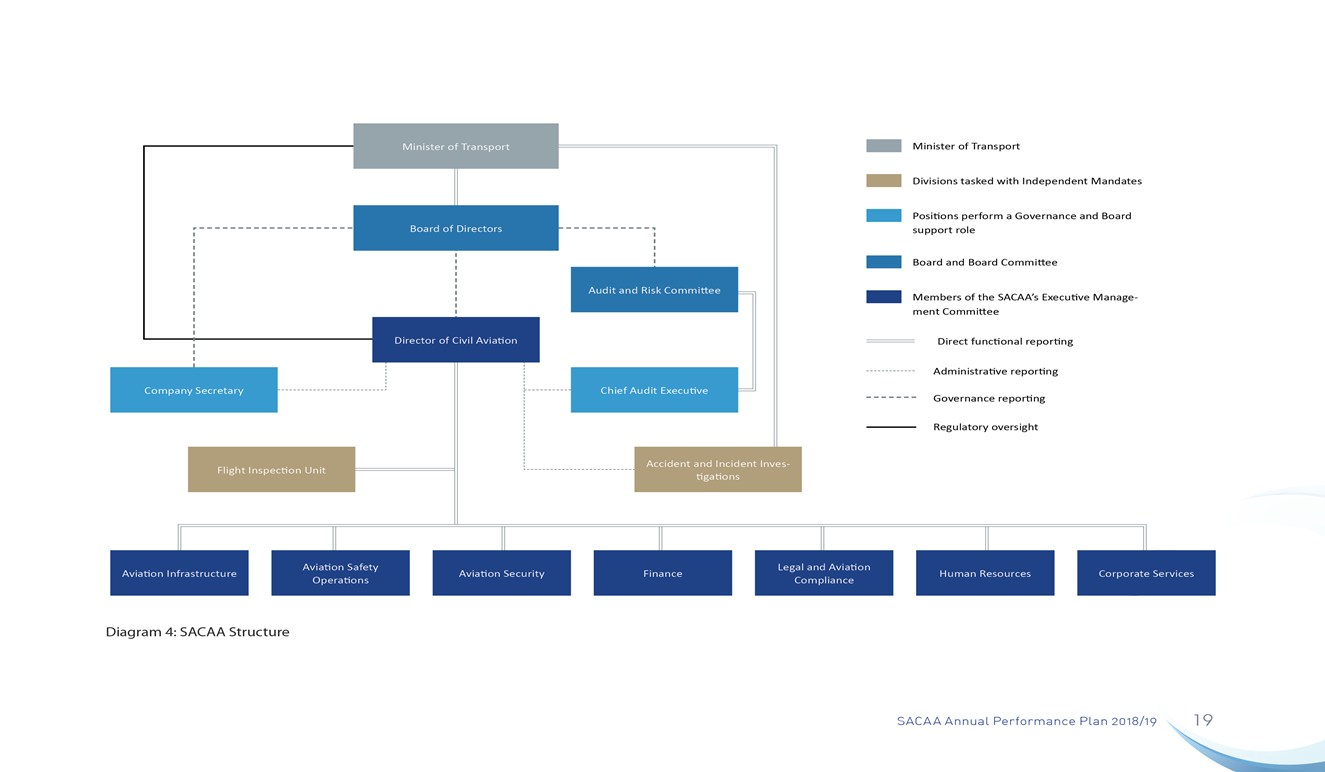 Minister of Transport
Board of Directors
Audit and Risk Committee
Director of Civil Aviation
Company Secretary
Chief Audit Executive
Flight Inspection Unit
Accident and Incident Inves-
tigations
Aviation Infrastructure
Aviation Safety
Operations
Aviation Security
Finance
Legal and Aviation
Compliance
Human Resources
Corporate Services
Minister of Transport
Divisions tasked with Independent Mandates
Positions perform a Governance and Board
support role
Board and Board Committee
Members of the SACAA’s Executive Manage-
ment Committee
Direct functional reporting
Administrative reporting
Governance reporting
Regulatory oversight
Diagram 4: SACAA Structure
SACAA Annual Performance Plan 2018/19 19